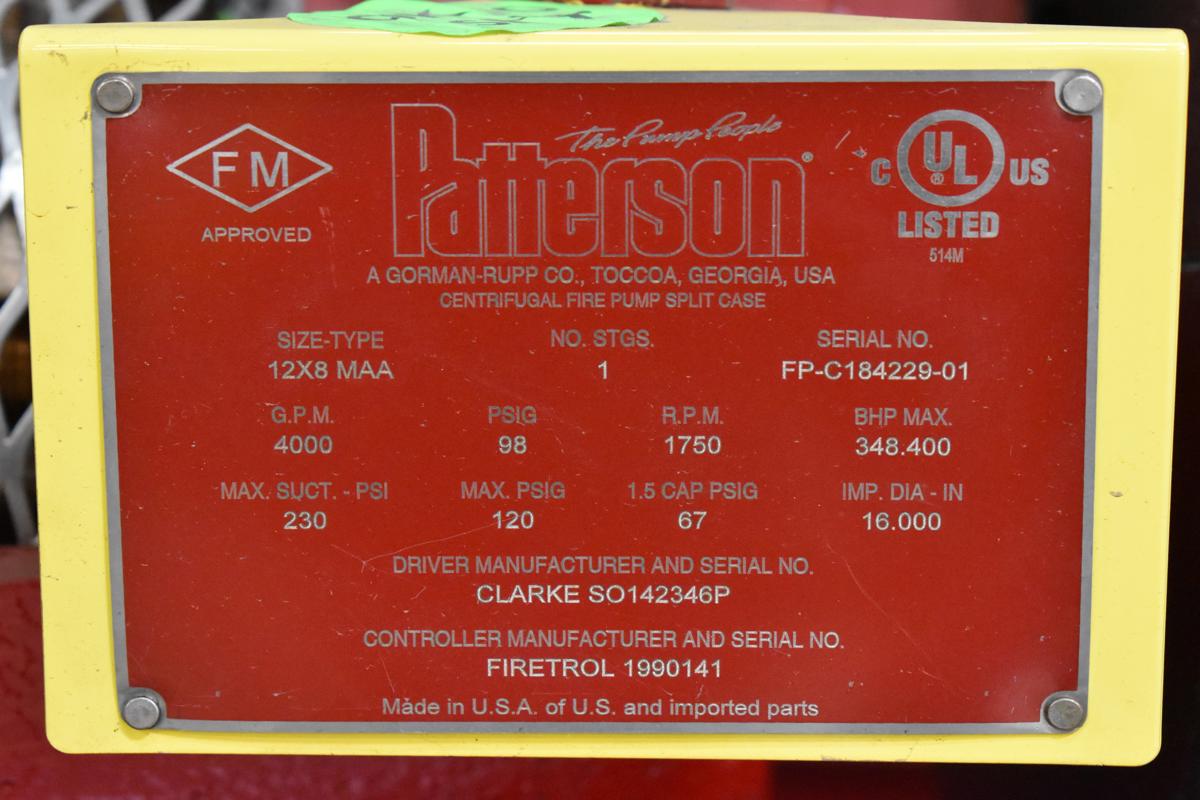 FM
APPROVED
The Pump People
Patterson®
C UL® US
LISTED
514M
A GORMAN-RUPP CO., TOCCOA, GEORGIA, USA
CENTRIFUGAL FIRE PUMP SPLIT CASE
SIZE-TYPE NO. STGS. SERIAL NO.
12X8 MAA 1 FP-C184229-01
G.P.M. PSIG R.P.M. BHP MAX.
4000 98 1750 348.400
MAX. SUCT. - PSI MAX. PSIG 1.5 CAP PSIG IMP. DIA - IN
230 120 67 16.000
DRIVER MANUFACTURER AND SERIAL NO.
CLARKE SO142346P
CONTROLLER MANUFACTURER AND SERIAL NO.
FIRETROL 1990141
Made in U.S.A. of U.S. and imported parts